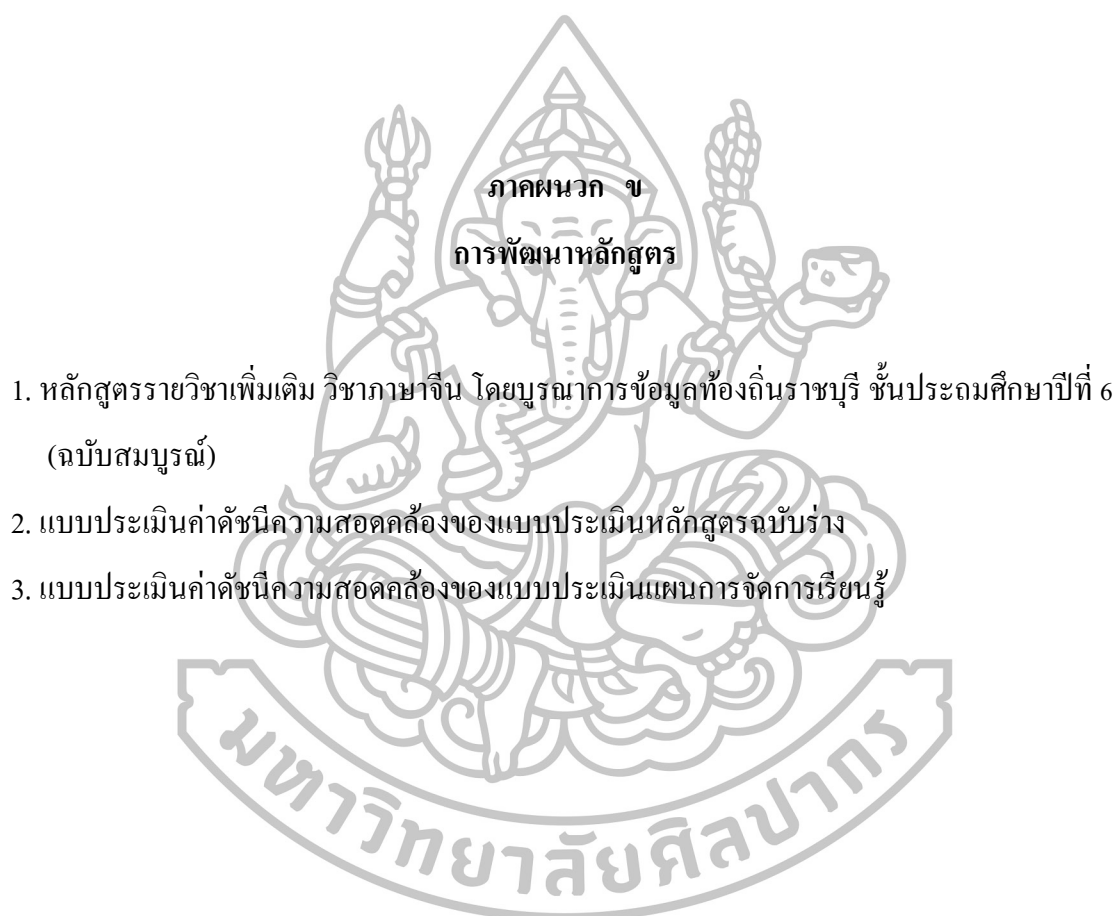 ภาคผนวก ข
การพัฒนาหลักสูตร
1. หลักสูตรรายวิชาเพิ่มเติม วิชาภาษาจีน โดยบูรณาการข้อมูลท้องถิ่นราชบุรี ชั้นประถมศึกษาปีที่ 6
(ฉบับสมบูรณ์)
2. แบบประเมินค่าดัชนีความสอดคล้องของแบบประเมินหลักสูตรฉบับร่าง
3. แบบประเมินค่าดัชนีความสอดคล้องของแบบประเมินแผนการจัดการเรียนรู้
มหาวิทยาลัยศิลปากร